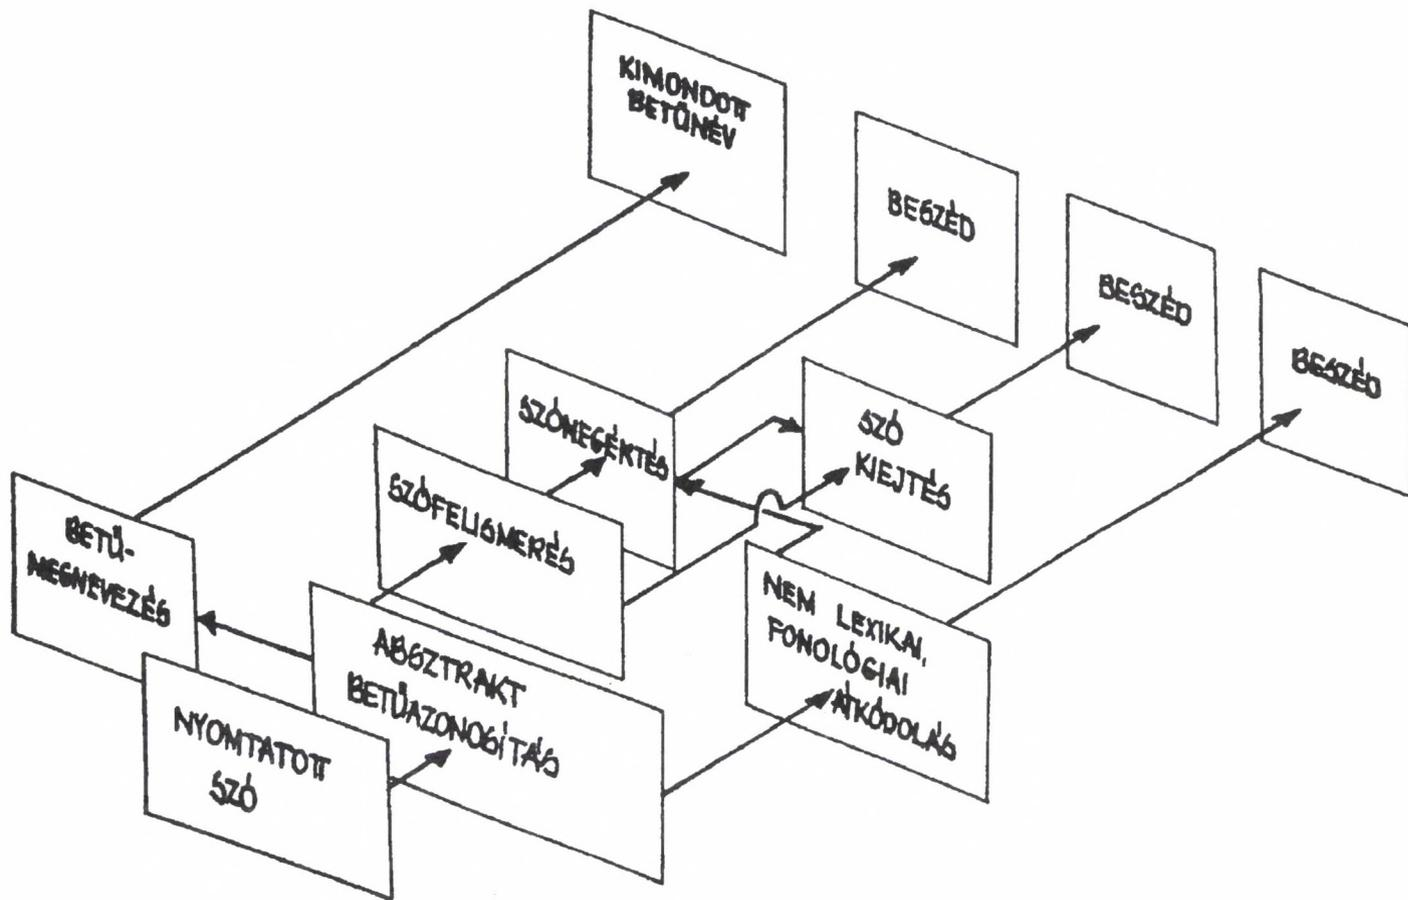 KIMONDOTT
BETŰNÉV
BESZÉD
BESZÉD
BESZÉD
SZÓMEGÉRTÉS
SZÓ
KIEJTÉS
SZÓFELISMERÉS
BETŰ-
MEGNEVEZÉS
NEM LEXIKAI,
FONOLÓGIAI
ÁTKÓDOLÁS
ABSZTRAKT
BETŰAZONOSÍTÁS
NYOMTATOTT
SZÓ